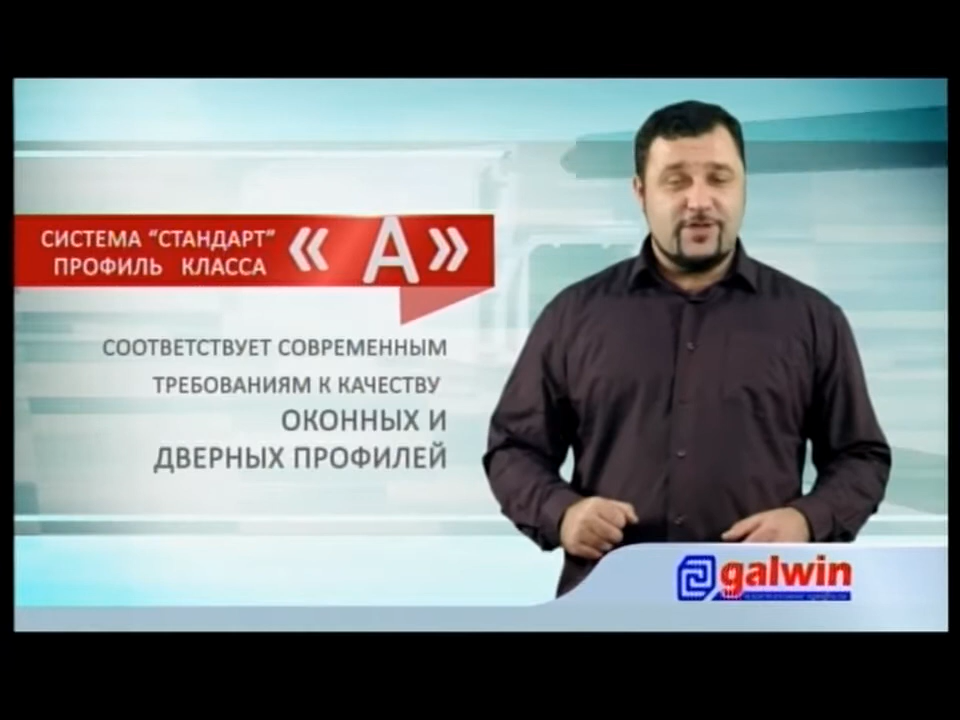 СИСТЕМА “СТАНДАРТ”
ПРОФИЛЬ КЛАССА
« А »
СООТВЕТСТВУЕТ СОВРЕМЕННЫМ
ТРЕБОВАНИЯМ К КАЧЕСТВУ
ОКОННЫХ И
ДВЕРНЫХ ПРОФИЛЕЙ
galwin